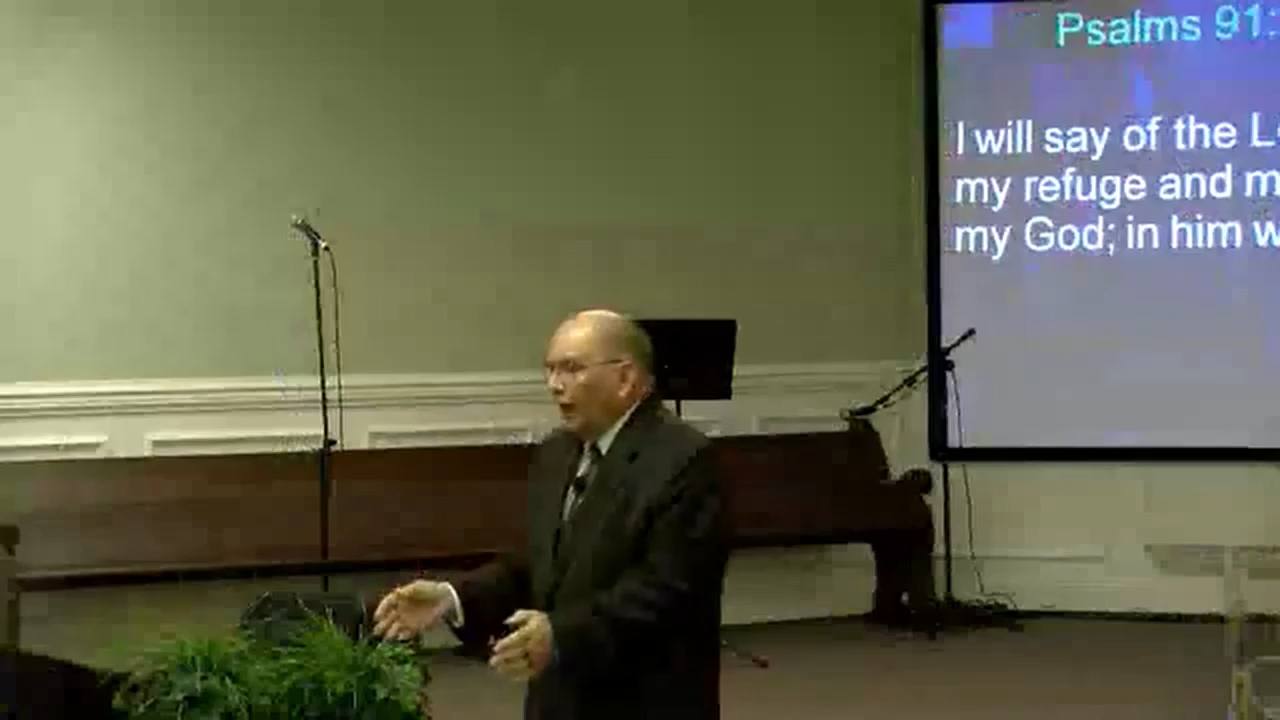 Psalms 91:
I will say of the L
my refuge and m
my God; in him w